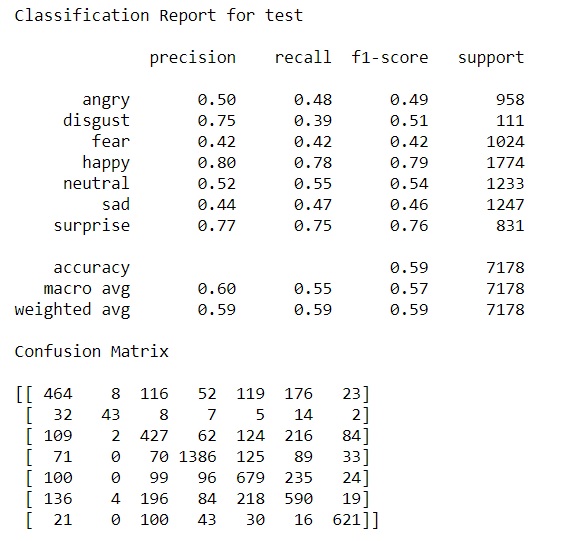 Classification Report for test
precision recall f1-score support
angry 0.50 0.48 0.49 958
disgust 0.75 0.39 0.51 111
fear 0.42 0.42 0.42 1024
happy 0.80 0.78 0.79 1774
neutral 0.52 0.55 0.54 1233
sad 0.44 0.47 0.46 1247
surprise 0.77 0.75 0.76 831
accuracy 0.59 7178
macro avg 0.60 0.55 0.57 7178
weighted avg 0.59 0.59 0.59 7178
Confusion Matrix
[[ 464 8 116 52 119 176 23]
[ 32 43 8 7 5 14 2]
[ 109 2 427 62 124 216 84]
[ 71 0 70 1386 125 89 33]
[ 100 0 99 96 679 235 24]
[ 136 4 196 84 218 590 19]
[ 21 0 100 43 30 16 621]]